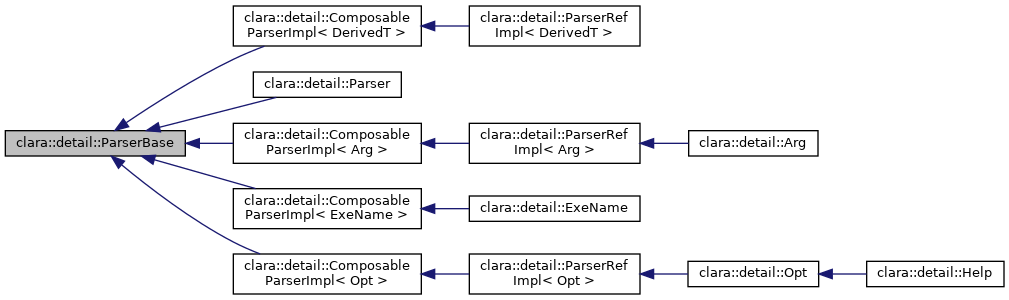 clara::detail::Composable
ParserImpl< DerivedT >
clara::detail::ParserRef
Impl< DerivedT >
clara::detail::Parser
clara::detail::ParserBase
clara::detail::Composable
ParserImpl< Arg >
clara::detail::ParserRef
Impl< Arg >
clara::detail::Arg
clara::detail::Composable
ParserImpl< ExeName >
clara::detail::ExeName
clara::detail::Composable
ParserImpl< Opt >
clara::detail::ParserRef
Impl< Opt >
clara::detail::Opt
clara::detail::Help